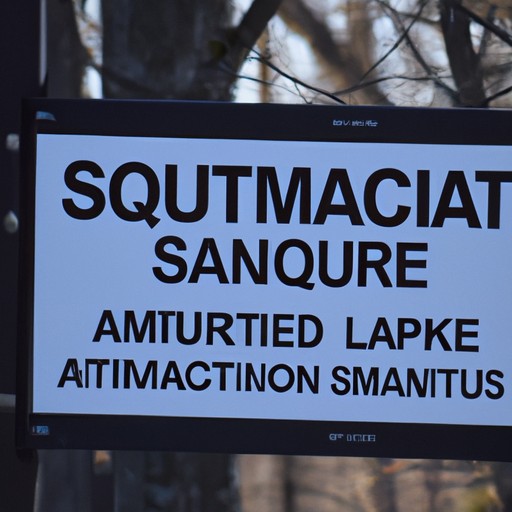 SQUTMACIAT
SANQURE
AMTURTIED LAPKE
AITIMACTINON SMANITUS